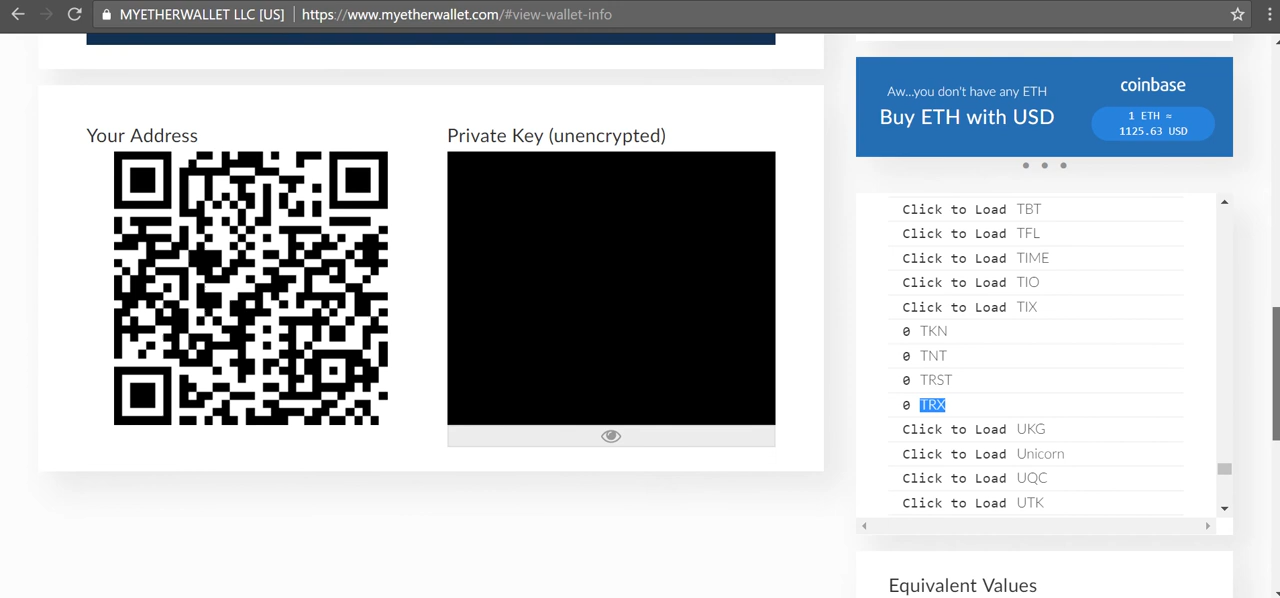 MYETHERWALLET LLC [US] https://www.myetherwallet.com/#view-wallet-info
Your Address
Private Key (unencrypted)
Aw...you don't have any ETH
Buy ETH with USD
coinbase
1 ETH ≈
1125.63 USD
Click to Load TBT
Click to Load TFL
Click to Load TIME
Click to Load TIO
Click to Load TIX
0 TKN
0 TNT
0 TRST
0 TRX
Click to Load UKG
Click to Load Unicorn
Click to Load UQC
Click to Load UTK
Equivalent Values